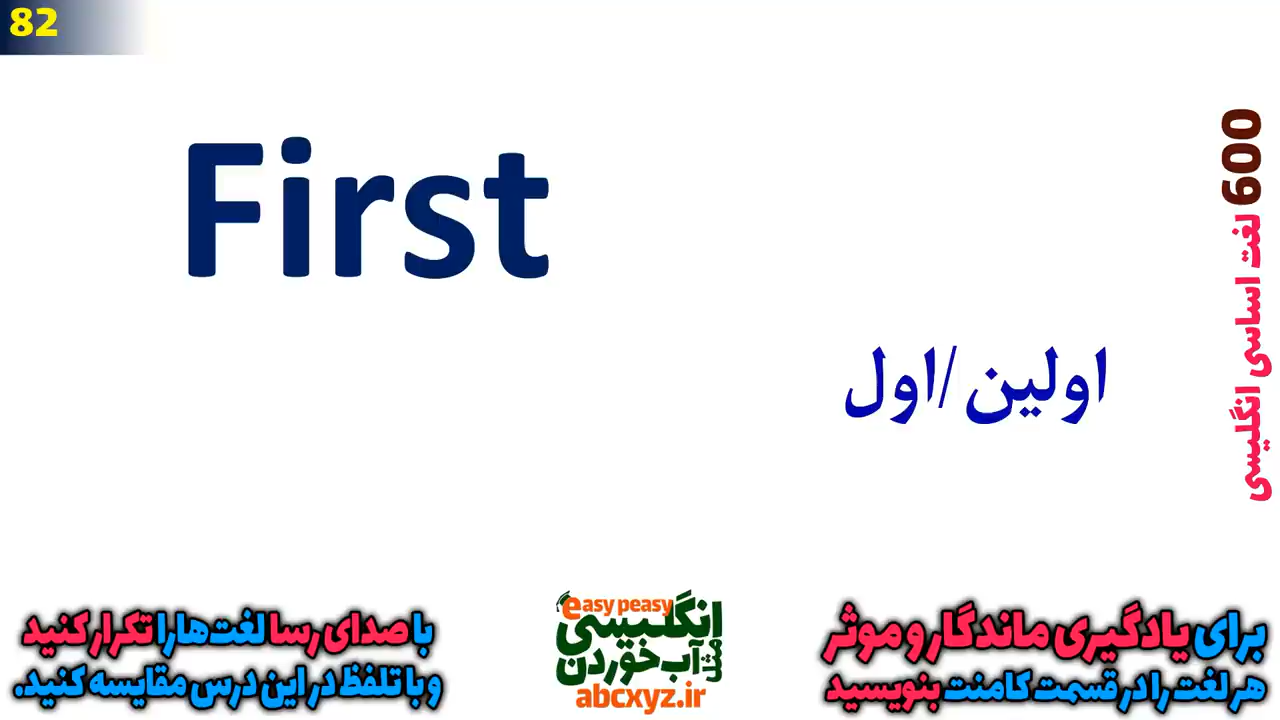 82
First
اولین /اول
600 لغت اساسی انگلیسی
برای یادگیری ماندگار و موثر
هر لغت را در قسمت کامنت بنویسید
easy peasy
انگلیسی
مثل آب خوردن
abcxyz.ir
با صدای رسا لغت‌ها را تکرار کنید
و با تلفظ در این درس مقایسه کنید.